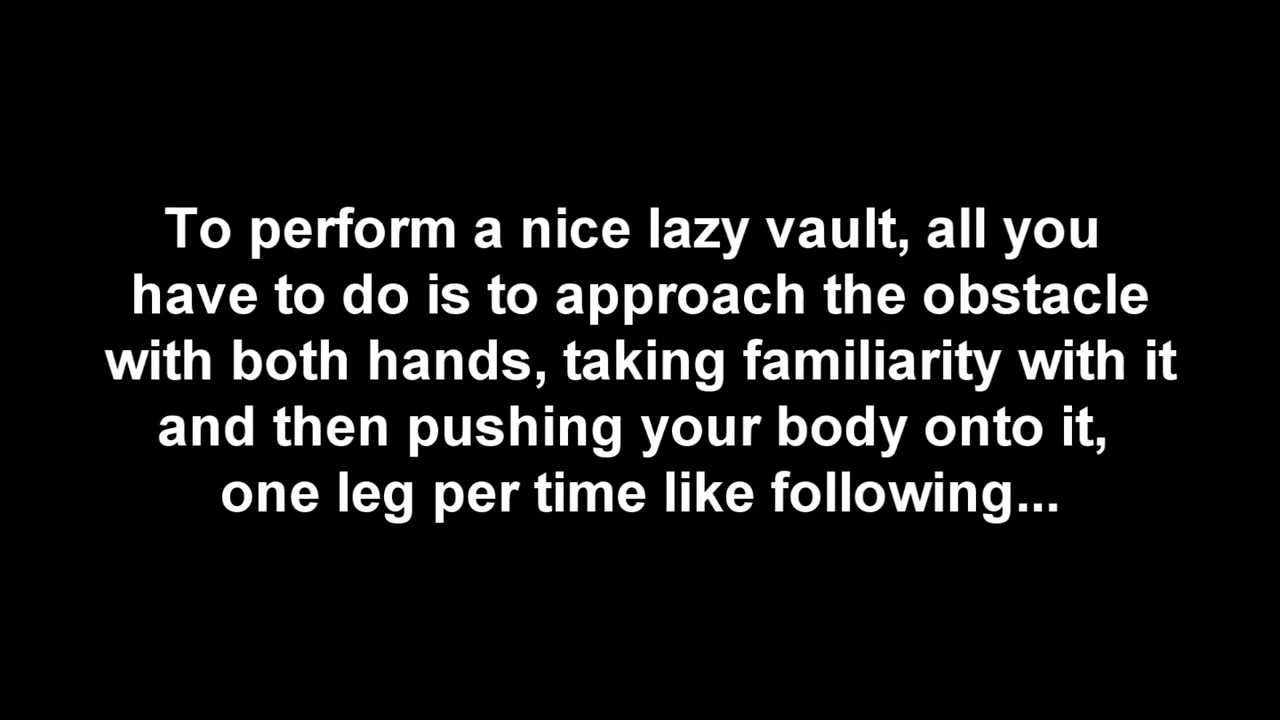 To perform a nice lazy vault, all you
have to do is to approach the obstacle
with both hands, taking familiarity with it
and then pushing your body onto it,
one leg per time like following...